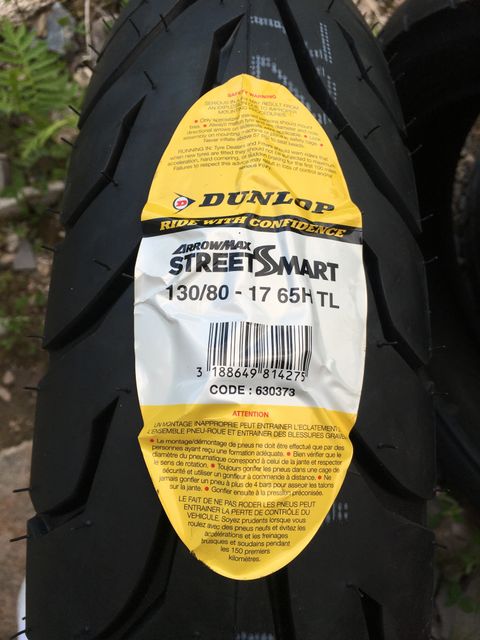 SAFETY WARNING
SERIOUS INJURY MAY RESULT FROM
DUNLOP
RIDE WITH CONFIDENCE
ARROWMAX
STREETSMART
130/80 - 17 65H TL
3 188649 814275
CODE : 630373
ATTENTION
UN MONTAGE INAPPROPRIE PEUT ENTRAINER L'ECLATEMENT
L'ENSEMBLE PNEU-ROUE ET ENTRAINER DES BLESSURES GRAVES
• Le montage/démontage de pneus ne doit être effectué que par des
personnes ayant reçu une formation adéquate. • Bien vérifier que le
diamètre du pneumatique correspond à celui de la jante et respecter
le sens de rotation. • Toujours gonfler les pneus dans une cage de
sécurité et utiliser un gonfleur à commande à distance. • Ne
jamais gonfler un pneu à plus de 4 bars pour asseoir les talons
sur la jante. • Gonfler ensuite à la pression préconisée.
LE FAIT DE NE PAS RODER LES PNEUS PEUT
ENTRAINER LA PERTE DE CONTRÔLE DU
VEHICULE. Soyez prudents lorsque vous
roulez avec des pneus neufs et évitez les
accélérations et les freinages
brusques et soudains pendant
les 150 premiers
kilomètres.